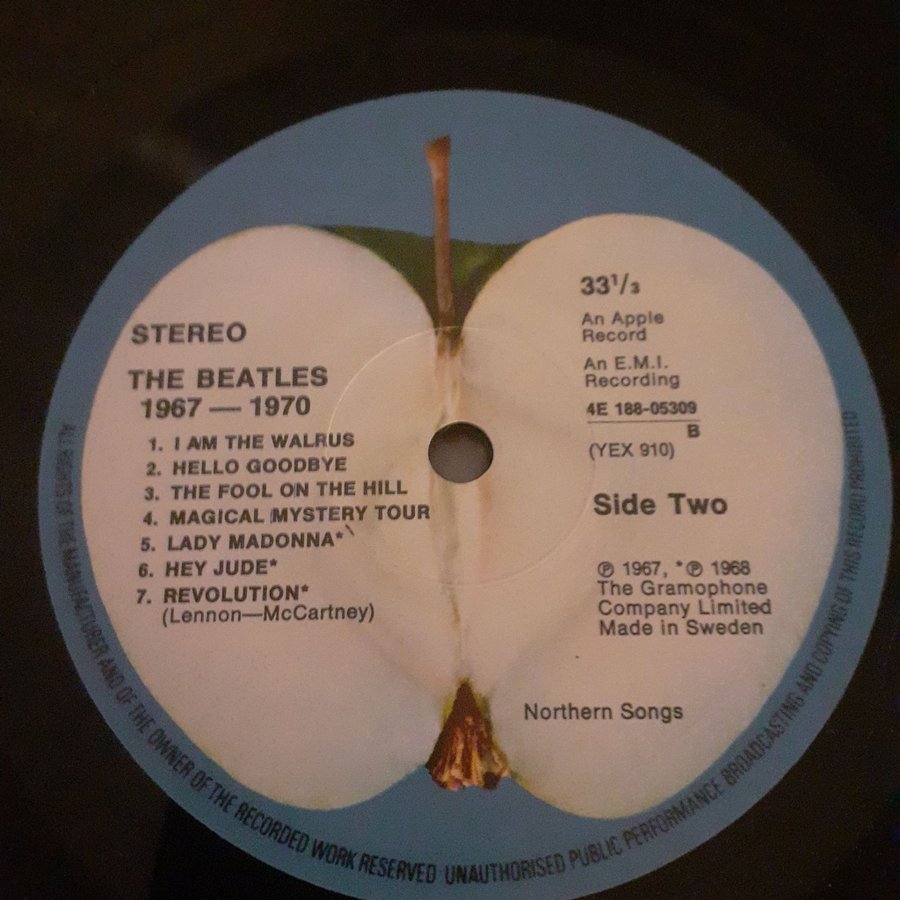 STEREO
THE BEATLES
1967 — 1970
1. I AM THE WALRUS
2. HELLO GOODBYE
3. THE FOOL ON THE HILL
4. MAGICAL MYSTERY TOUR
5. LADY MADONNA*
6. HEY JUDE*
7. REVOLUTION*
(Lennon—McCartney)
33¹/₃
An Apple
Record
An E.M.I.
Recording
4E 188-05309
B
(YEX 910)
Side Two
℗ 1967, *℗ 1968
The Gramophone
Company Limited
Made in Sweden
Northern Songs
ALL RIGHTS OF THE MANUFACTURER AND OF THE OWNER OF THE RECORDED WORK RESERVED UNAUTHORISED PUBLIC PERFORMANCE BROADCASTING AND COPYING OF THIS RECORD PROHIBITED